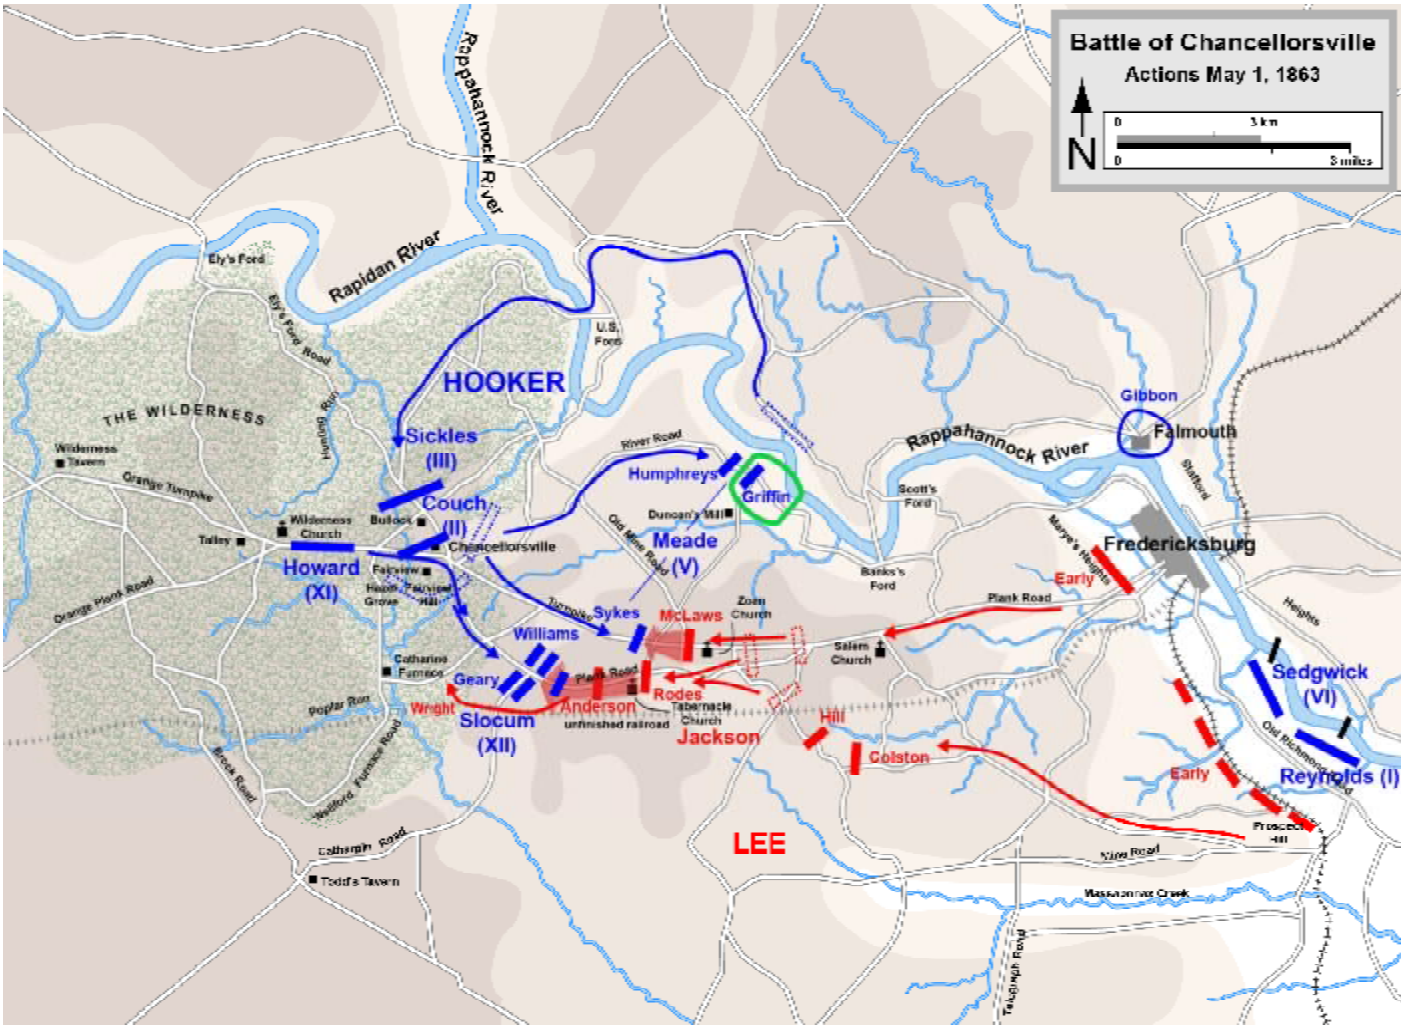 Battle of Chancellorsville
Actions May 1, 1863
N
0
3 km
0
3 miles
Rappahannock River
Ely's Ford
Rapidan River
Ely's Ford Road
U.S.
Ford
HOOKER
THE WILDERNESS
Gibbon
Falmouth
Stafford
Heights
Rappahannock River
Sickles
(III)
River Road
Humphreys
Griffin
Wilderness
Tavern
Orange Turnpike
Couch
(II)
Bullock
Wilderness
Church
Talley
Howard
(XI)
Chancellorsville
Fairview
Hazel
Grove
Fairview
Hill
Duncan's Mill
Old Mine Road
Meade
(V)
Scott's
Ford
Banks's
Ford
Marye's Heights
Fredericksburg
Early
Plank Road
Orange Plank Road
Turnpike
Sykes
McLaws
Zoan
Church
Salem
Church
Williams
Geary
Slocum
(XII)
Catharine
Furnace
Wright
Plank Road
Anderson
Rodes
Tabernacle
Church
unfinished railroad
Jackson
Hill
Colston
Sedgwick
(VI)
Old Richmond Road
Reynolds (I)
Early
Prospect
Hill
Poplar Run
Brock Road
Furnace Road
Catharpin Road
Todd's Tavern
LEE
Mine Road
Massaponax Creek
Telegraph Road